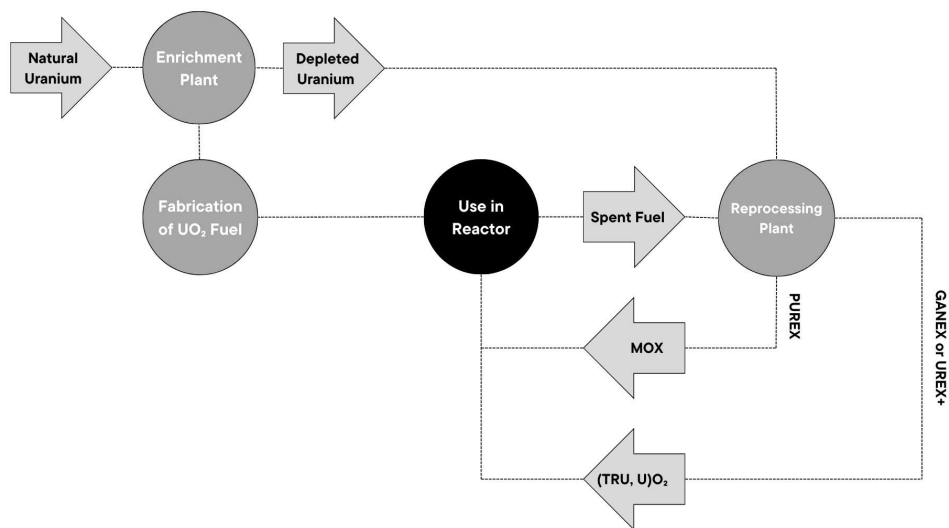 Natural
Uranium
Enrichment
Plant
Depleted
Uranium
Fabrication
of UO₂ Fuel
Use in
Reactor
Spent Fuel
Reprocessing
Plant
PUREX
GANEX or UREX+
MOX
(TRU, U)O₂